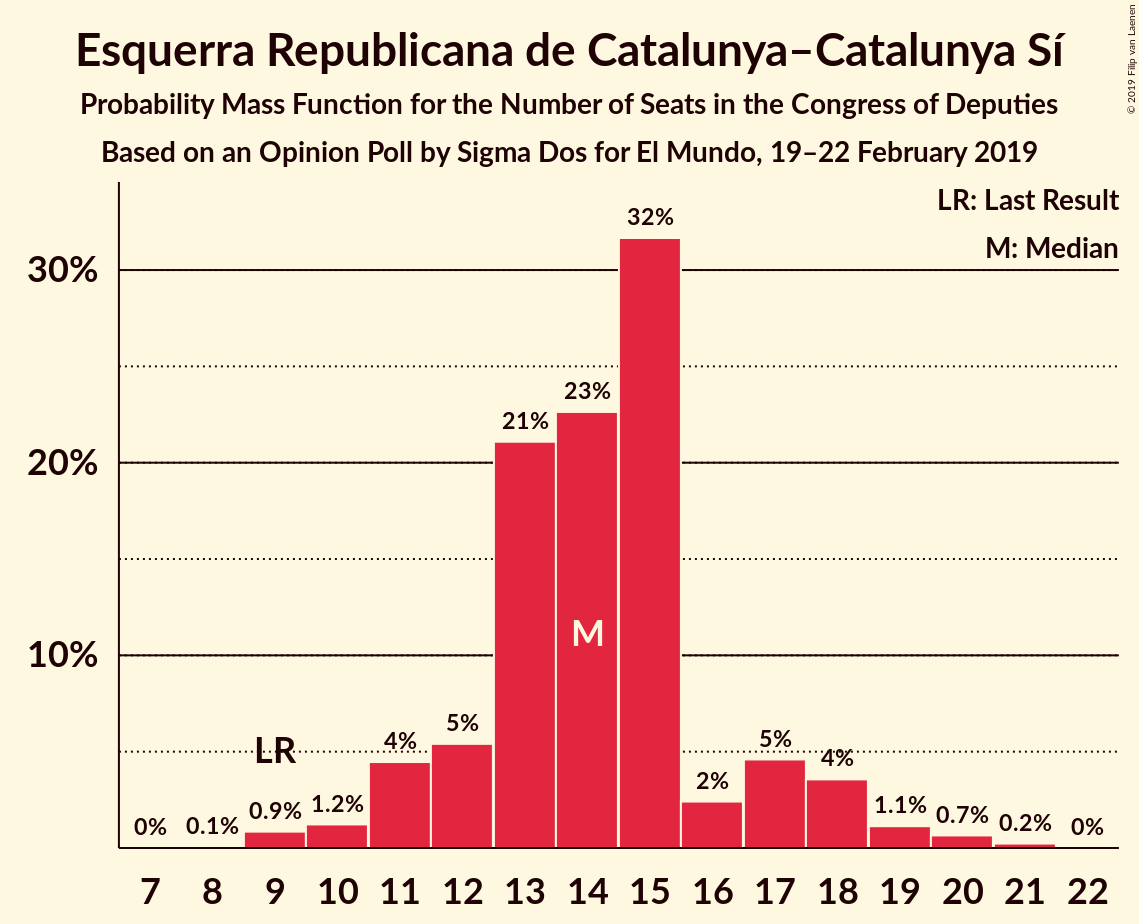 Esquerra Republicana de Catalunya–Catalunya Sí
Probability Mass Function for the Number of Seats in the Congress of Deputies
Based on an Opinion Poll by Sigma Dos for El Mundo, 19–22 February 2019
© 2019 Filip van Laenen
LR: Last Result
M: Median
30%
20%
10%
0%
0.1%
LR
0.9%
1.2%
4%
5%
21%
23%
M
32%
2%
5%
4%
1.1%
0.7%
0.2%
0%
7 8 9 10 11 12 13 14 15 16 17 18 19 20 21 22